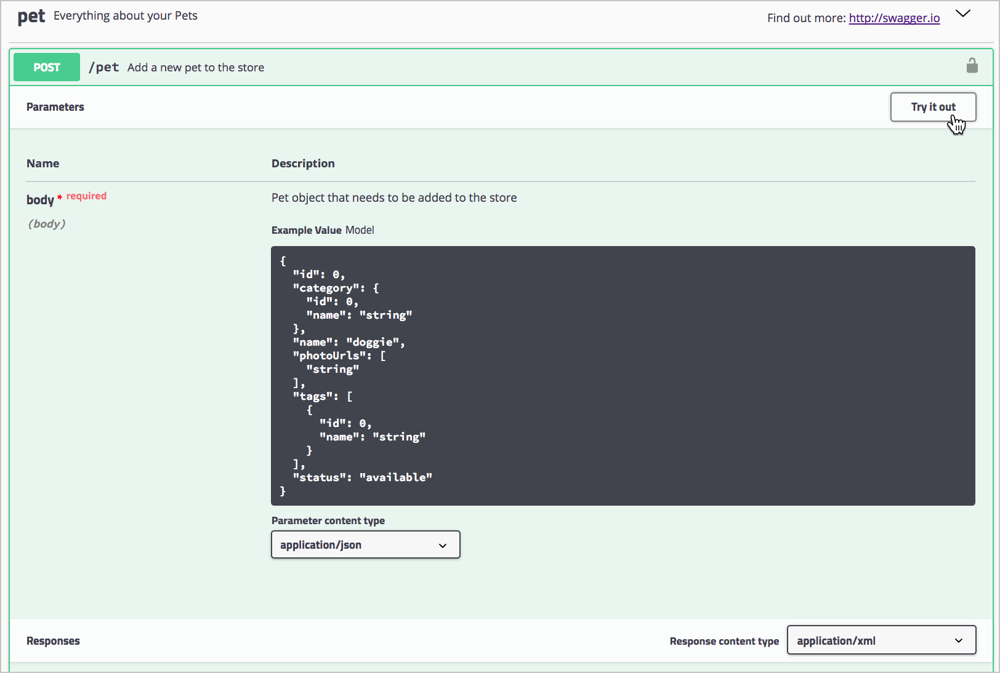 pet Everything about your Pets
Find out more: http://swagger.io
POST /pet Add a new pet to the store
Parameters
Try it out
Name Description
body * required
(body)
Pet object that needs to be added to the store
Example Value Model
{
  "id": 0,
  "category": {
    "id": 0,
    "name": "string"
  },
  "name": "doggie",
  "photoUrls": [
    "string"
  ],
  "tags": [
    {
      "id": 0,
      "name": "string"
    }
  ],
  "status": "available"
}
Parameter content type
application/json
Responses
Response content type application/xml